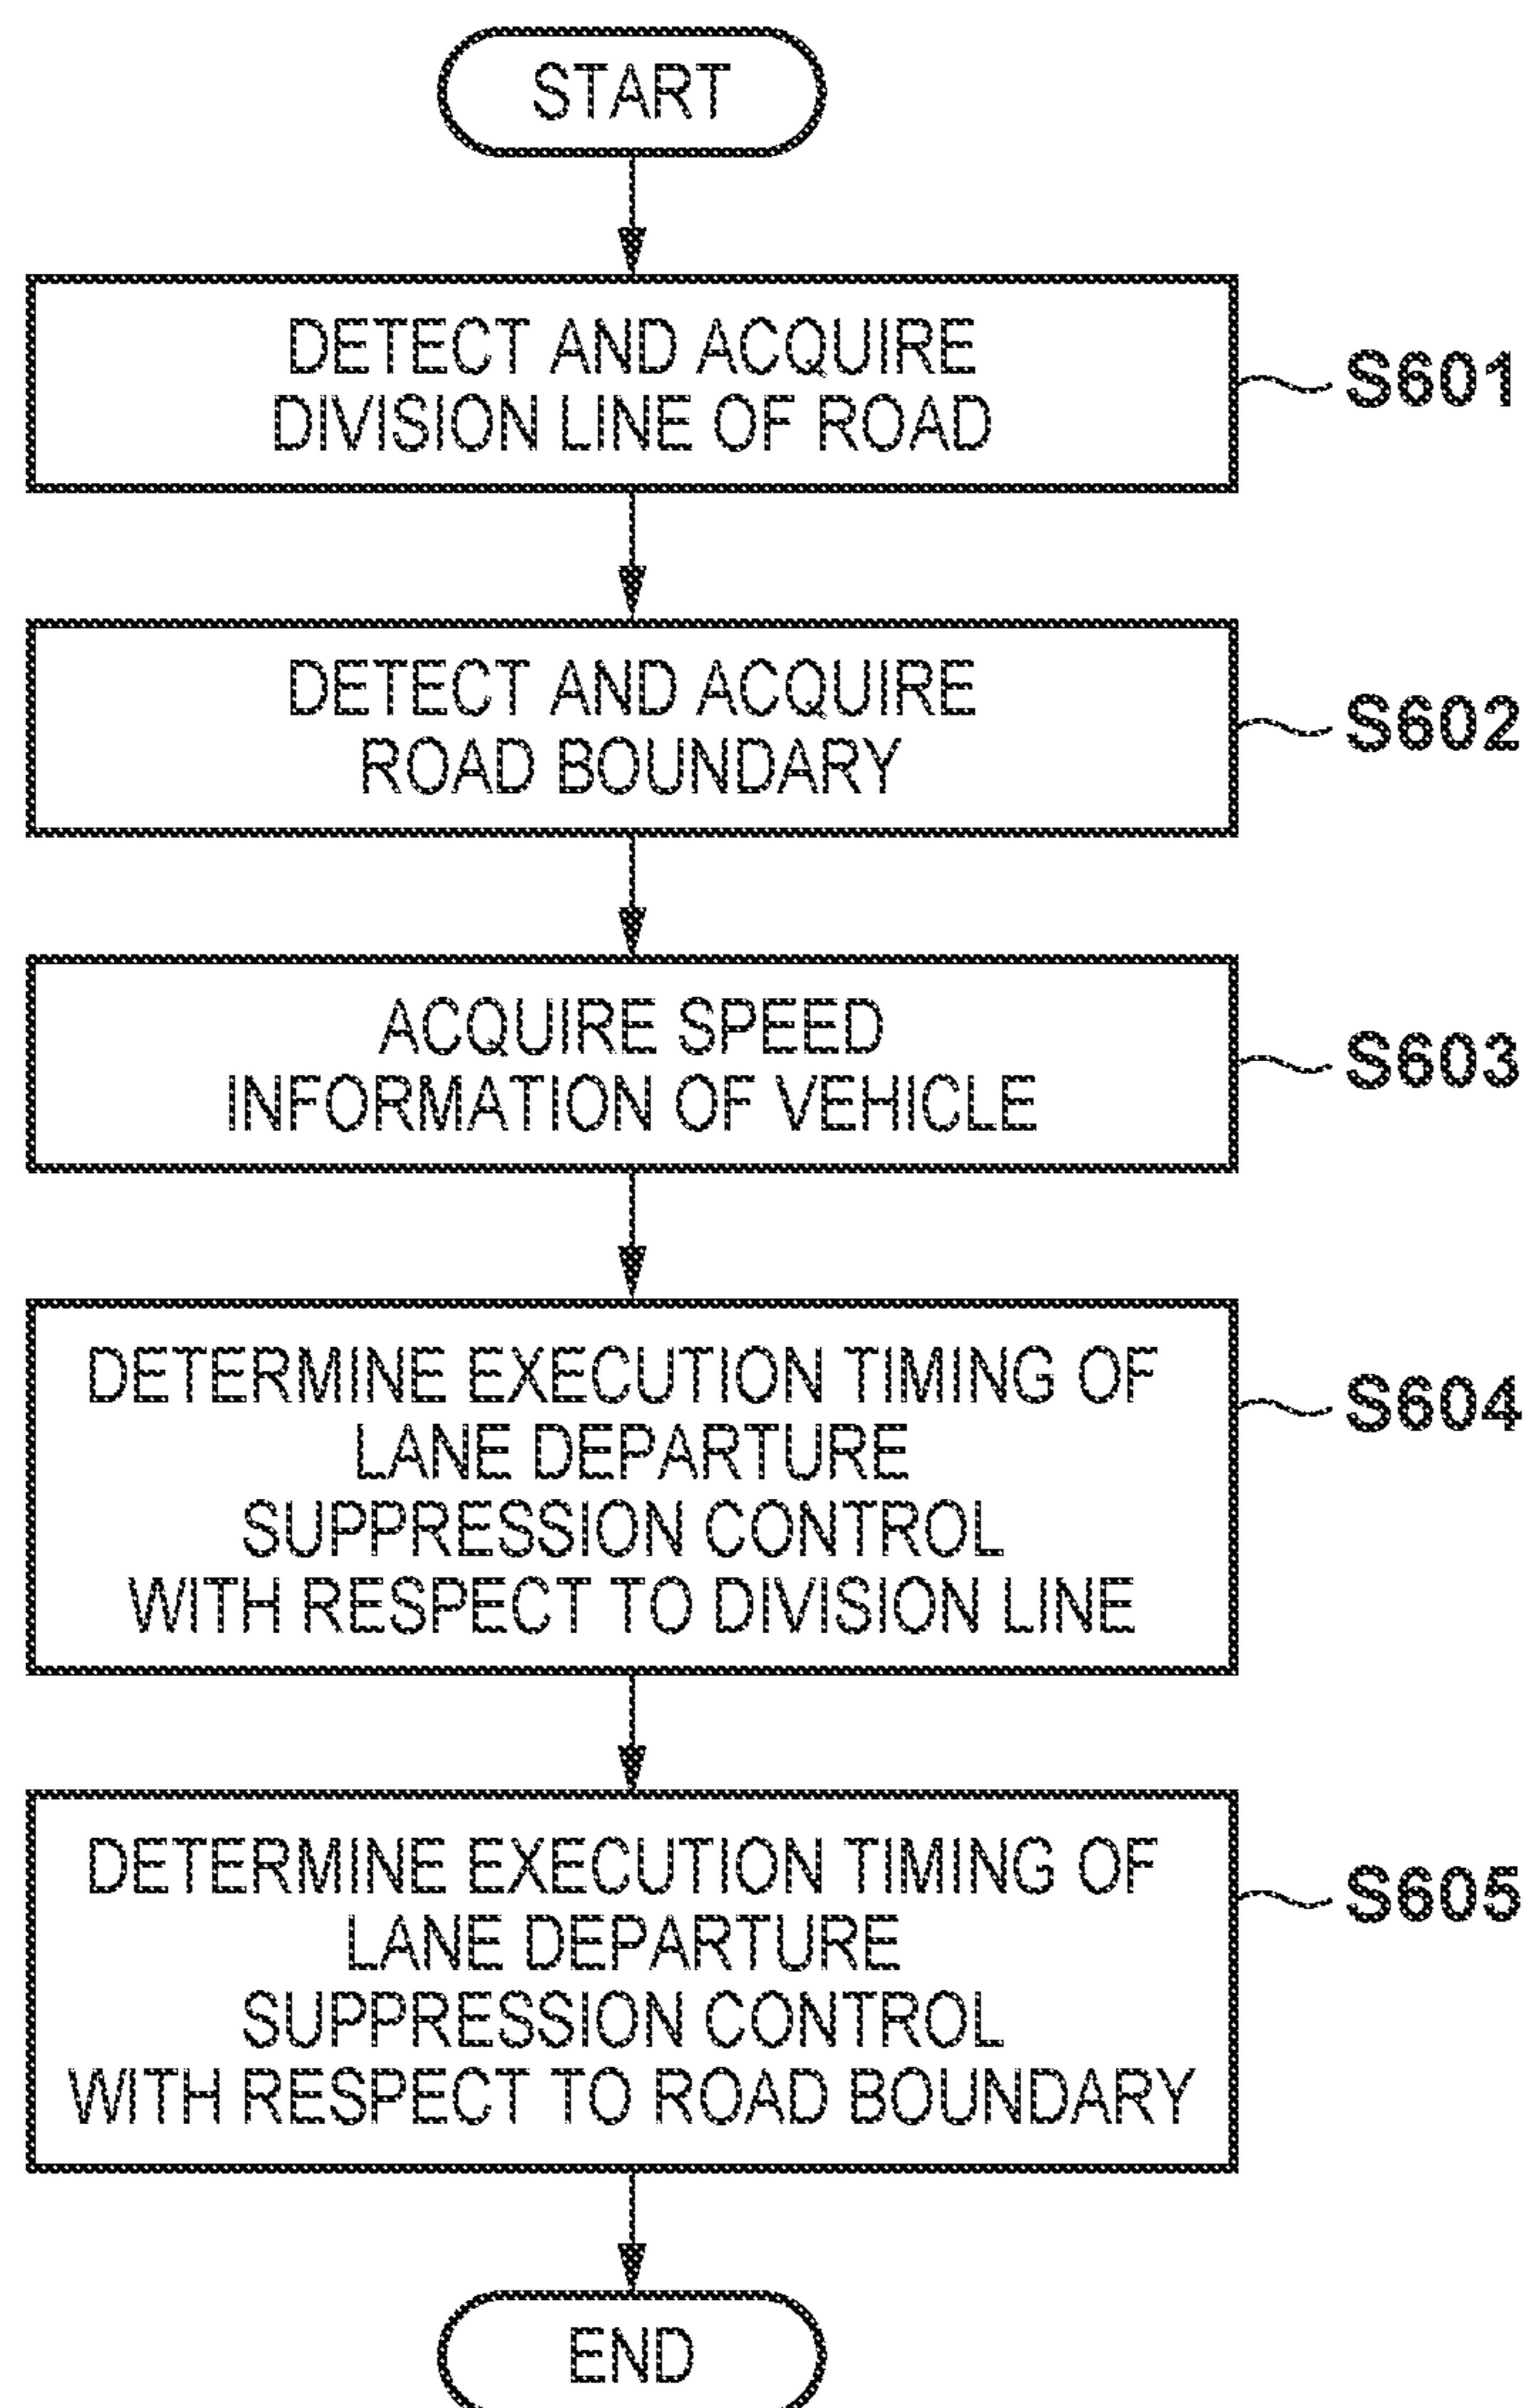 START
DETECT AND ACQUIRE
DIVISION LINE OF ROAD
S601
DETECT AND ACQUIRE
ROAD BOUNDARY
S602
ACQUIRE SPEED
INFORMATION OF VEHICLE
S603
DETERMINE EXECUTION TIMING OF
LANE DEPARTURE
SUPPRESSION CONTROL
WITH RESPECT TO DIVISION LINE
S604
DETERMINE EXECUTION TIMING OF
LANE DEPARTURE
SUPPRESSION CONTROL
WITH RESPECT TO ROAD BOUNDARY
S605
END